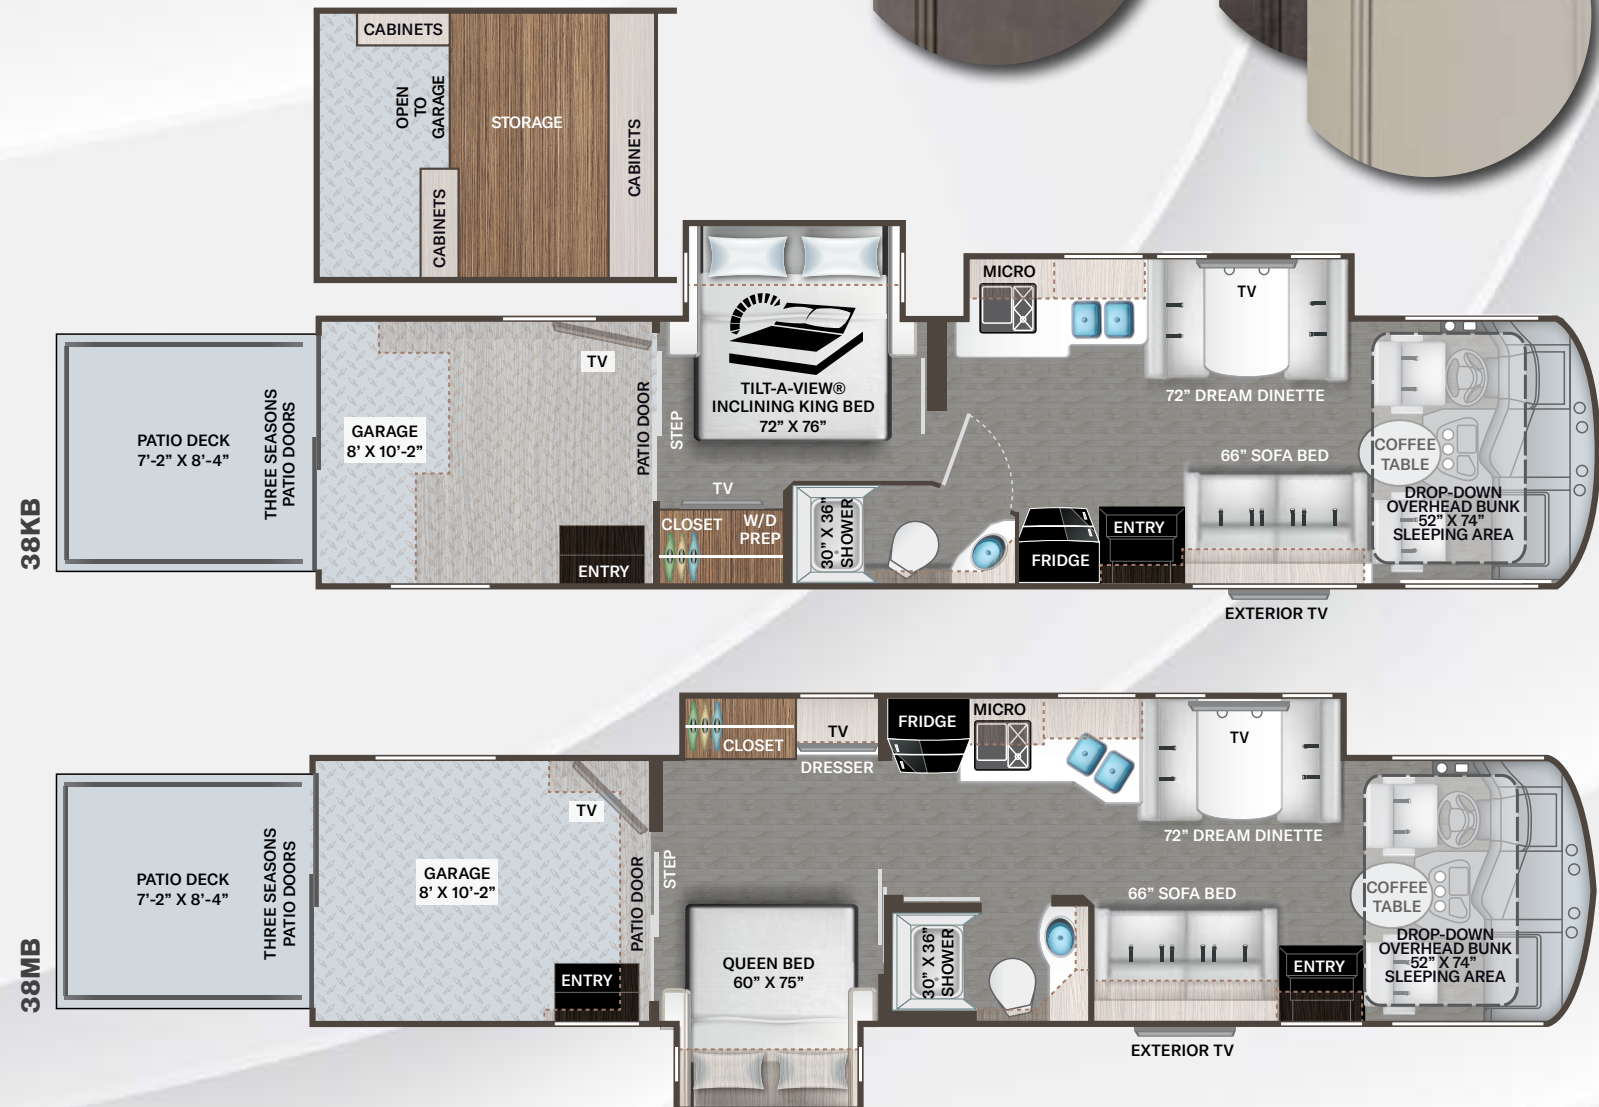 CABINETS
OPEN
TO
GARAGE
STORAGE
CABINETS
CABINETS
38KB
PATIO DECK
7'-2" X 8'-4"
THREE SEASONS
PATIO DOORS
GARAGE
8' X 10'-2"
TV
PATIO DOOR
STEP
ENTRY
TILT-A-VIEW®
INCLINING KING BED
72" X 76"
TV
CLOSET
W/D
PREP
30" X 36"
SHOWER
MICRO
TV
72" DREAM DINETTE
66" SOFA BED
FRIDGE
ENTRY
COFFEE
TABLE
DROP-DOWN
OVERHEAD BUNK
52" X 74"
SLEEPING AREA
EXTERIOR TV
38MB
PATIO DECK
7'-2" X 8'-4"
THREE SEASONS
PATIO DOORS
GARAGE
8' X 10'-2"
TV
PATIO DOOR
STEP
ENTRY
CLOSET
TV
DRESSER
FRIDGE
MICRO
TV
72" DREAM DINETTE
QUEEN BED
60" X 75"
30" X 36"
SHOWER
66" SOFA BED
ENTRY
COFFEE
TABLE
DROP-DOWN
OVERHEAD BUNK
52" X 74"
SLEEPING AREA
EXTERIOR TV